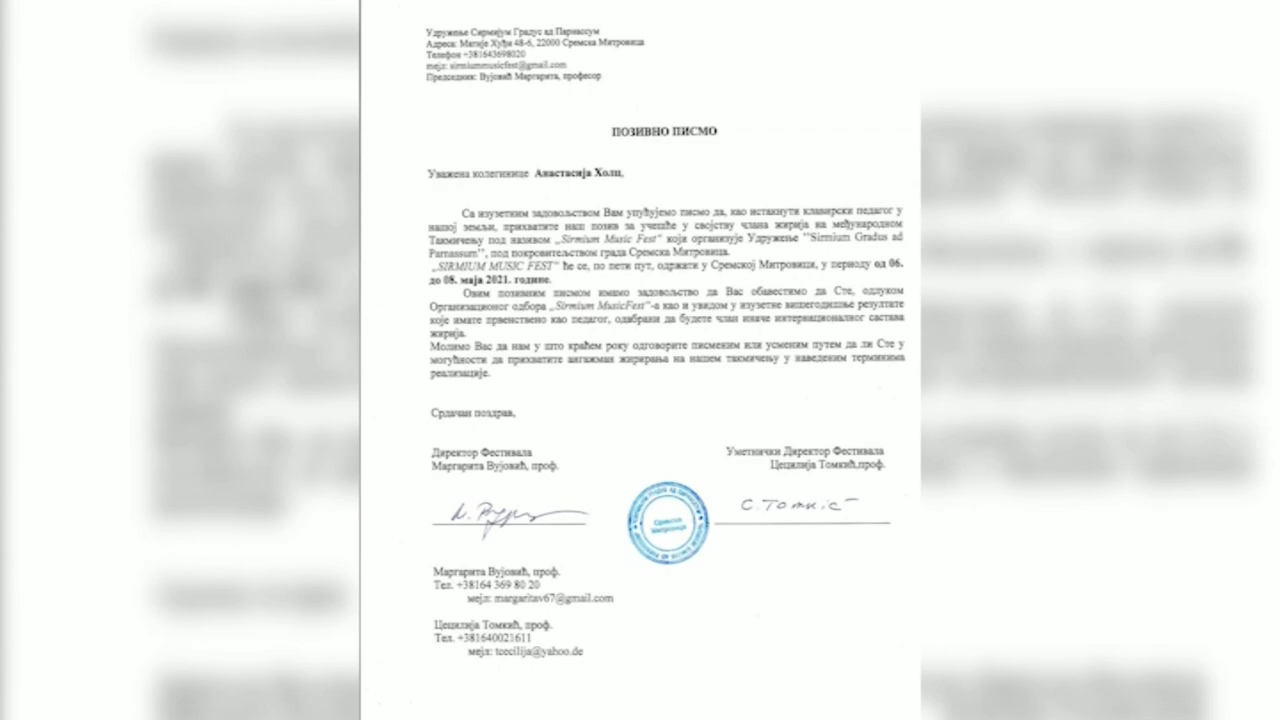 Удружење Сирмијум Градус ад Парнассум
Адреса: Матије Хуђи 48-6, 22000 Сремска Митровица
Телефон +381643698020
мејл: sirmiummusicfest@gmail.com
Председник: Вујовић Маргарита, професор
ПОЗИВНО ПИСМО
Уважена колегинице Анастасија Холц,
Са изузетким задовољством Вам упућујемо писмо да, као истакнути клавирски педагог у
нашој земљи, прихватите наш позив за учешће у својству члана жирија на међународном
Такмичењу под називом „Sirmium Music Fest“ који организује Удружење ’’Sirmium Gradus ad
Parnassum’’, под покровитељством града Сремска Митровица.
„SIRMIUM MUSIC FEST“ ће се, по пети пут, одржати у Сремској Митровици, у периоду од 06.
до 08. маја 2021. године.
Овим позивним писмом имамо задовољство да Вас обавестимо да Сте, одлуком
Организационог одбора „Sirmium MusicFest“-а као и увидом у изузетне вишегодишње резултате
које имате првенствено као педагог, одабрани да будете члан иначе интернационалног састава
жирија.
Молимо Вас да нам у што краћем року одговорите писменим или усменим путем да ли Сте у
могућности да прихватите ангажман жирирања на нашем такмичењу у наведеним терминима
реализације.
Срдачан поздрав,
Директор Фестивала
Маргарита Вујовић, проф.
Уметнички Директор Фестивала
Цецилија Томкић,проф.
С. Томкић
Сремска
Митровица
Маргарита Вујовић, проф.
Тел. +38164 369 80 20
мејл: margaritav67@gmail.com
Цецилија Томкић, проф.
Тел. +381640021611
мејл: tcecilija@yahoo.de